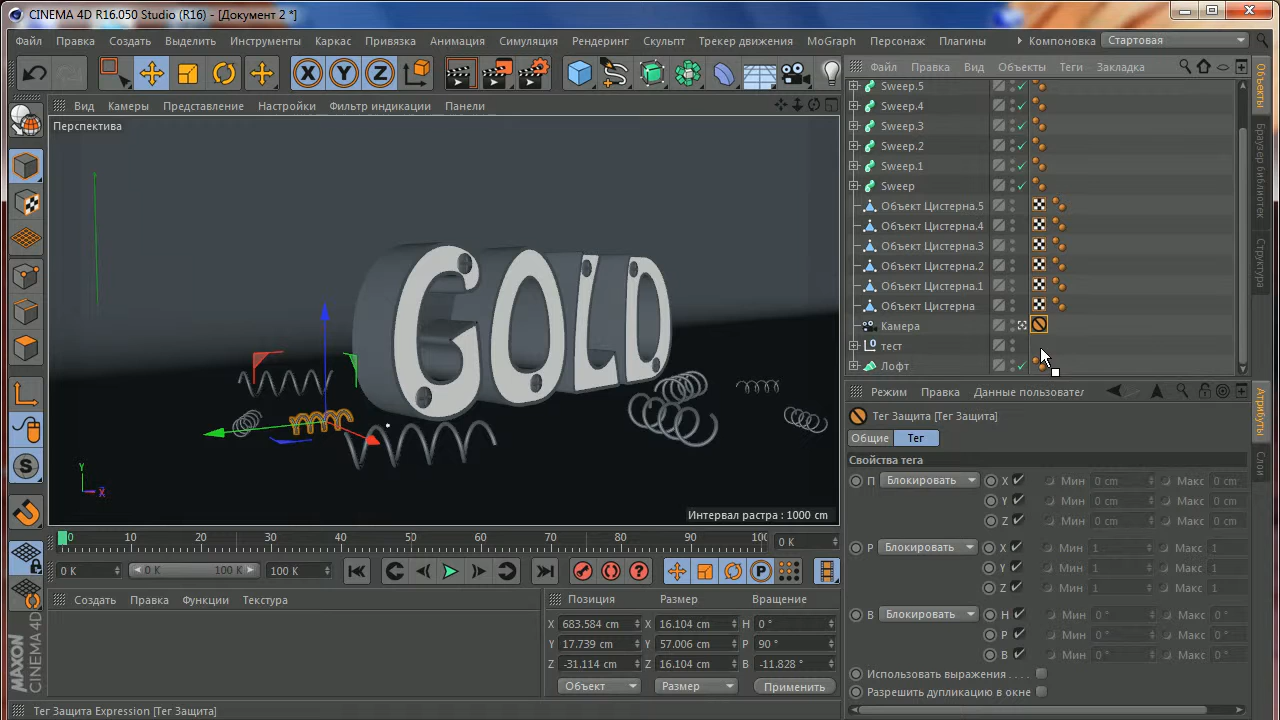 CINEMA 4D R16.050 Studio (R16) - [Документ 2 *]
Файл Правка Создать Выделить Инструменты Каркас Привязка Анимация Симуляция Рендеринг Скульпт Трекер движения MoGraph Персонаж Плагины Компоновка Стартовая
X Y Z
Файл Правка Вид Объекты Теги Закладка
Вид Камеры Представление Настройки Фильтр индикации Панели
Перспектива
GOLD
Y
X
Интервал растра : 1000 cm
Sweep.5
Sweep.4
Sweep.3
Sweep.2
Sweep.1
Sweep
Объект Цистерна.5
Объект Цистерна.4
Объект Цистерна.3
Объект Цистерна.2
Объект Цистерна.1
Объект Цистерна
Камера
тест
Лофт
Объекты
Браузер библиотек
Структура
Режим Правка Данные пользовател
Тег Защита [Тег Защита]
Общие Тег
Свойства тега
П Блокировать X Мин 0 cm Макс 0 cm
Y Мин 0 cm Макс 0 cm
Z Мин 0 cm Макс 0 cm
Р Блокировать X Мин 1 Макс 1
Y Мин 1 Макс 1
Z Мин 1 Макс 1
В Блокировать H Мин 0 ° Макс 0 °
P Мин 0 ° Макс 0 °
B Мин 0 ° Макс 0 °
Использовать выражения . . . .
Разрешить дупликацию в окне
Атрибуты
Слои
0 10 20 30 40 50 60 70 80 90 100 0 K
0 K 0 K 100 K 100 K
Создать Правка Функции Текстура
Позиция Размер Вращение
X 683.584 cm X 16.104 cm H 0 °
Y 17.739 cm Y 57.006 cm P 90 °
Z -31.114 cm Z 16.104 cm B -11.828 °
Объект Размер Применить
MAXON CINEMA 4D
Тег Защита Expression [Тег Защита]